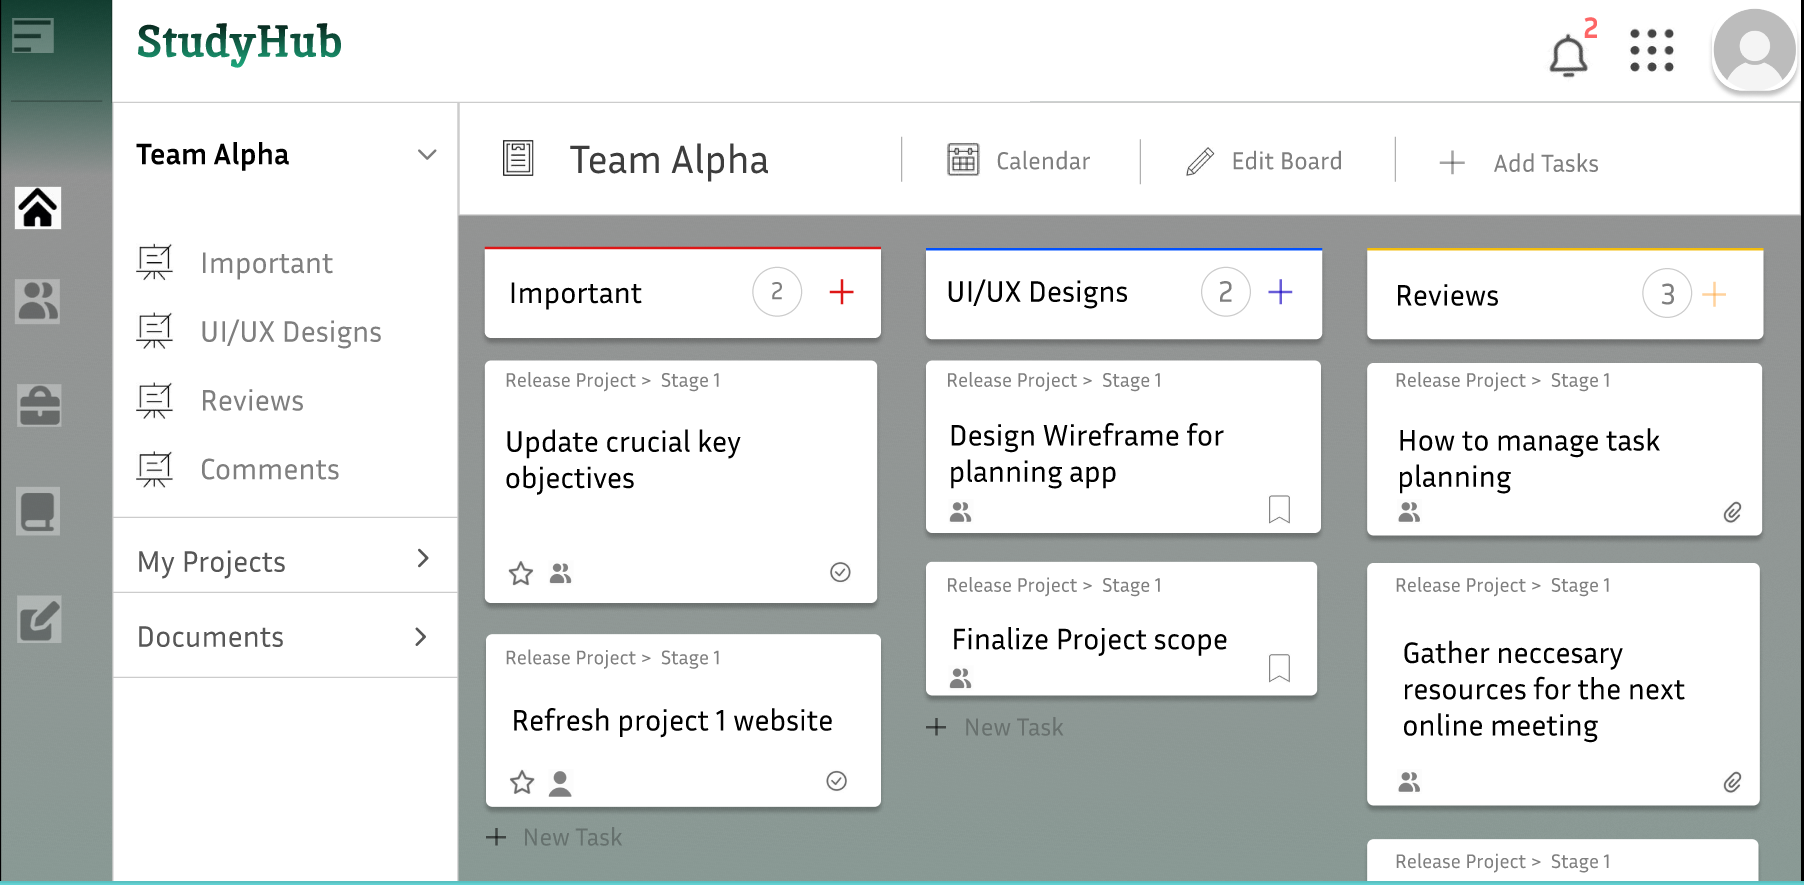 StudyHub
2
Team Alpha
Important
UI/UX Designs
Reviews
Comments
My Projects
Documents
Team Alpha
Calendar
Edit Board
Add Tasks
Important
2
Release Project > Stage 1
Update crucial key
objectives
Release Project > Stage 1
Refresh project 1 website
New Task
UI/UX Designs
2
Release Project > Stage 1
Design Wireframe for
planning app
Release Project > Stage 1
Finalize Project scope
New Task
Reviews
3
Release Project > Stage 1
How to manage task
planning
Release Project > Stage 1
Gather neccesary
resources for the next
online meeting
Release Project > Stage 1